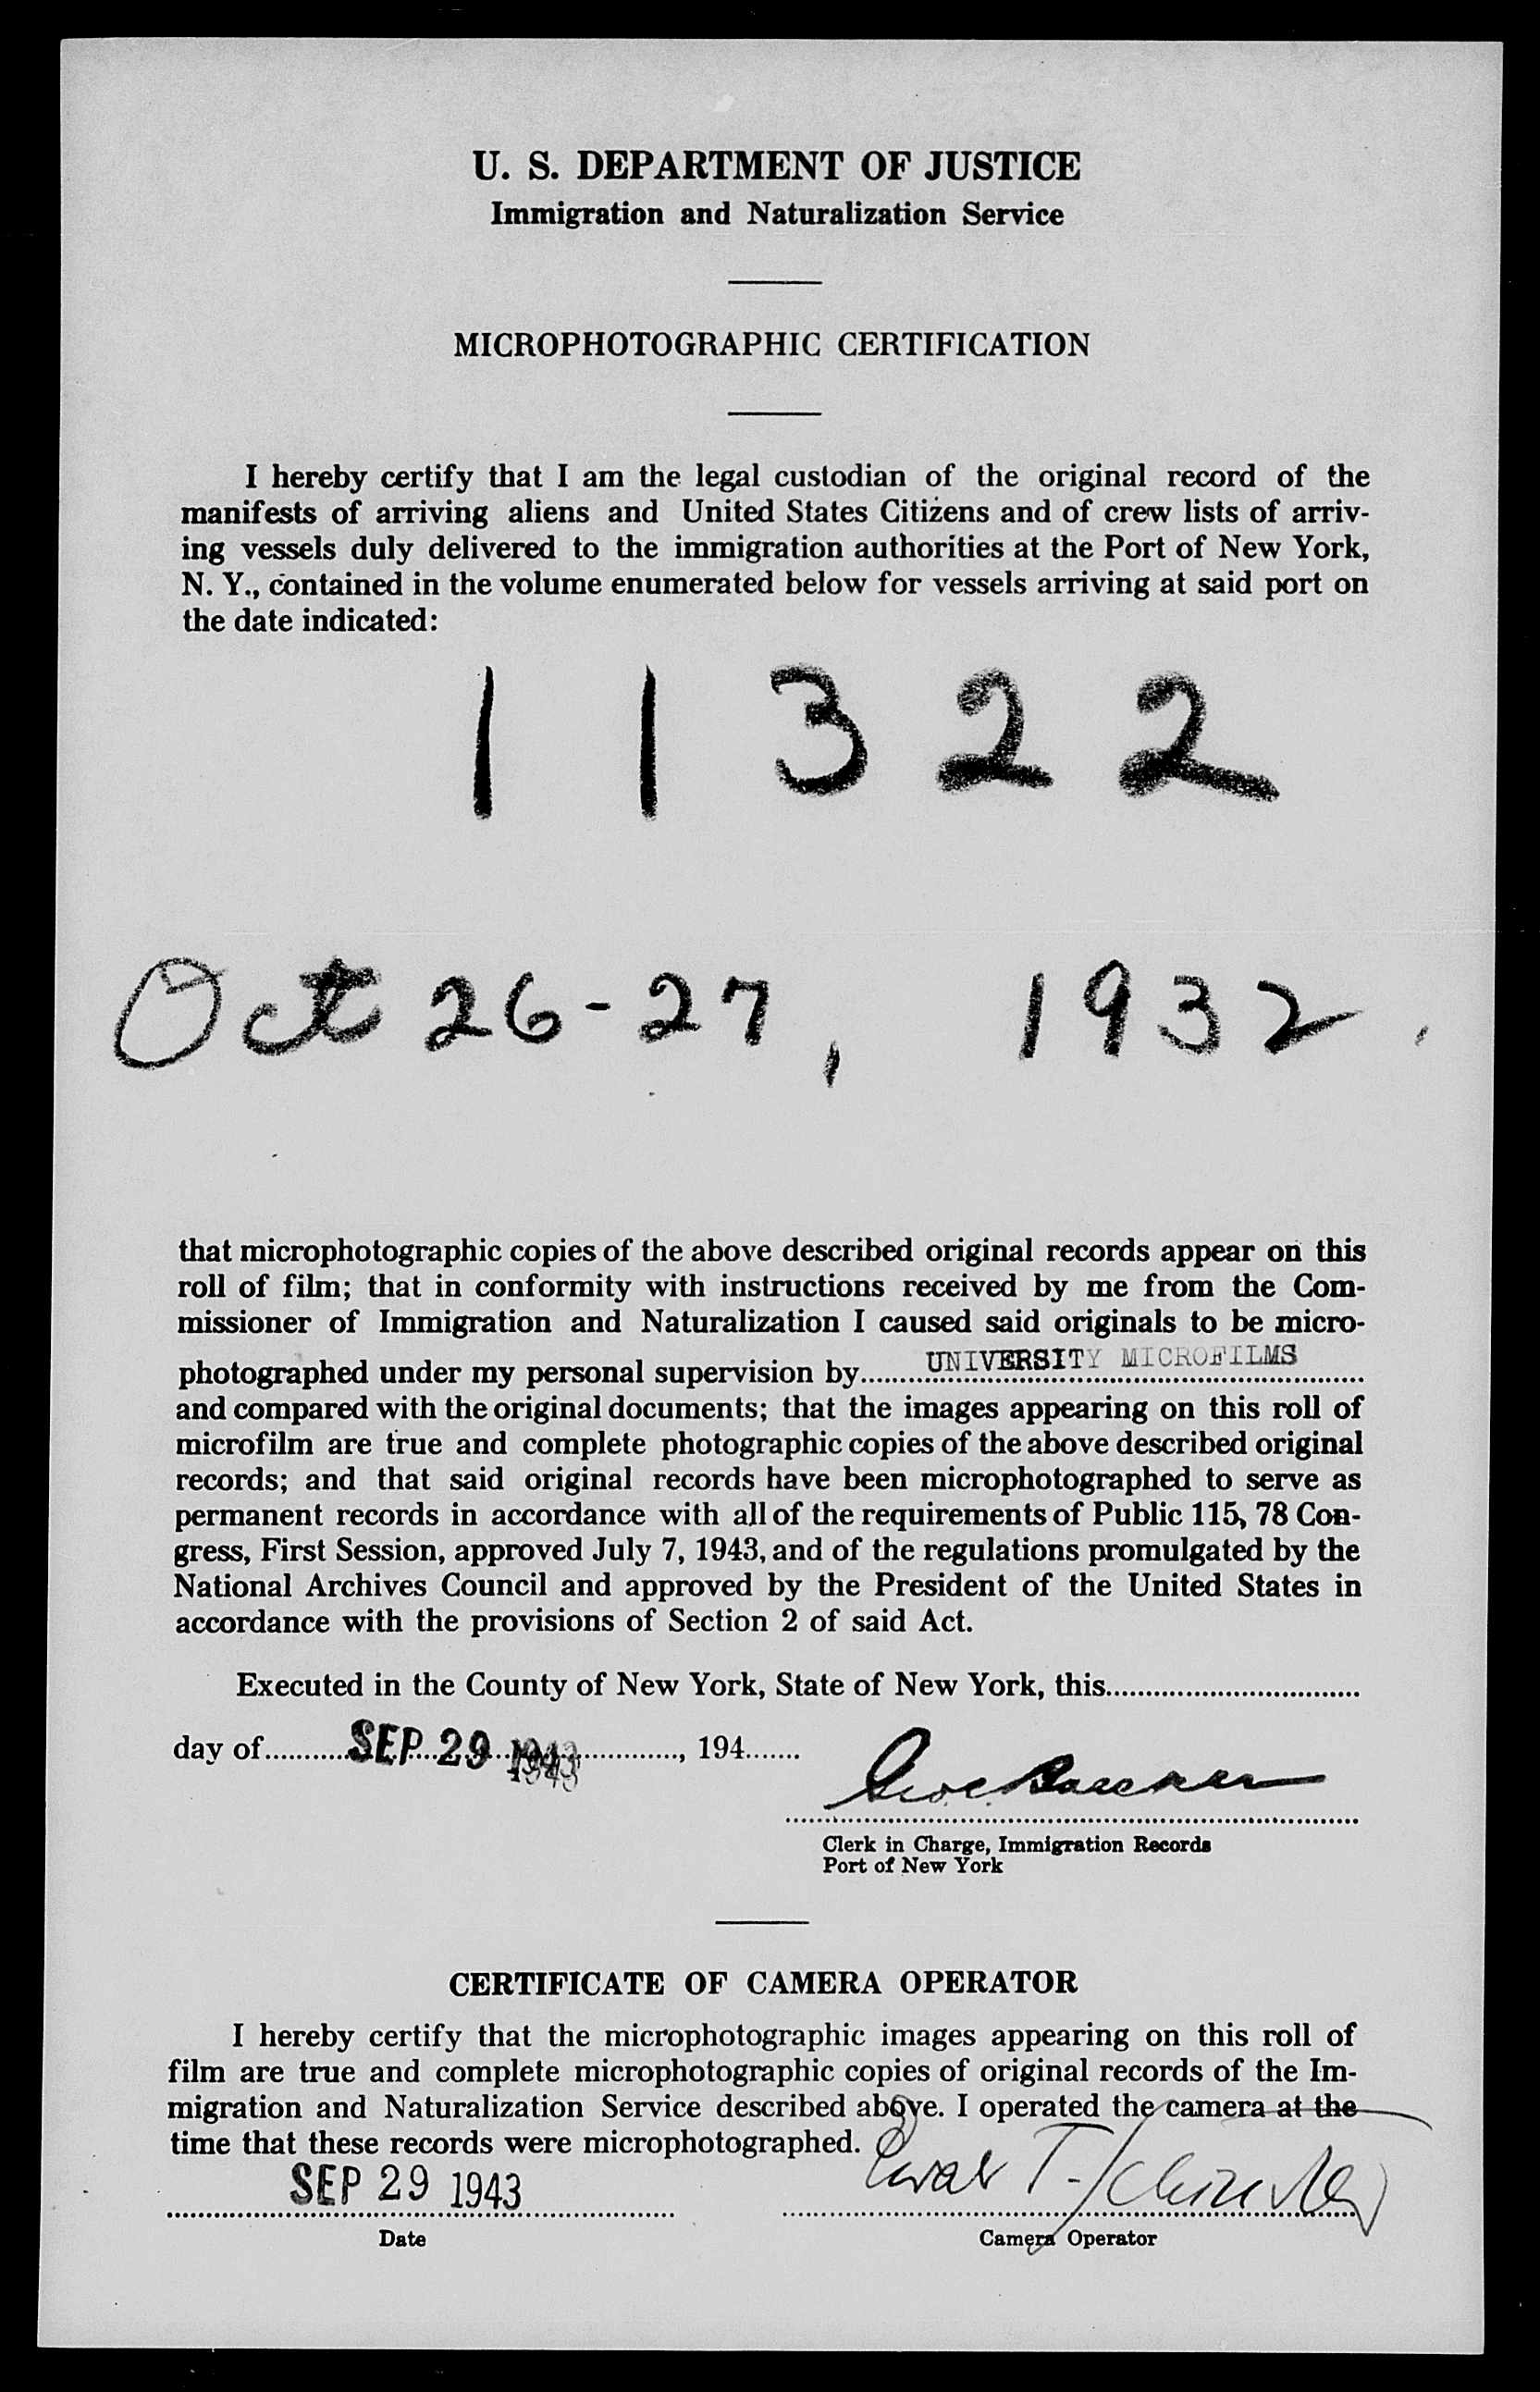 U. S. DEPARTMENT OF JUSTICE
Immigration and Naturalization Service
MICROPHOTOGRAPHIC CERTIFICATION
I hereby certify that I am the legal custodian of the original record of the
manifests of arriving aliens and United States Citizens and of crew lists of arriv-
ing vessels duly delivered to the immigration authorities at the Port of New York,
N. Y., contained in the volume enumerated below for vessels arriving at said port on
the date indicated:
1 1 3 2 2
Oct 26-27, 1932.
that microphotographic copies of the above described original records appear on this
roll of film; that in conformity with instructions received by me from the Com-
missioner of Immigration and Naturalization I caused said originals to be micro-
photographed under my personal supervision by UNIVERSITY MICROFILMS
and compared with the original documents; that the images appearing on this roll of
microfilm are true and complete photographic copies of the above described original
records; and that said original records have been microphotographed to serve as
permanent records in accordance with all of the requirements of Public 115, 78 Con-
gress, First Session, approved July 7, 1943, and of the regulations promulgated by the
National Archives Council and approved by the President of the United States in
accordance with the provisions of Section 2 of said Act.
Executed in the County of New York, State of New York, this
day of SEP 29 1943, 194
Clerk in Charge, Immigration Records
Port of New York
CERTIFICATE OF CAMERA OPERATOR
I hereby certify that the microphotographic images appearing on this roll of
film are true and complete microphotographic copies of original records of the Im-
migration and Naturalization Service described above. I operated the camera at the
time that these records were microphotographed.
SEP 29 1943
Date
Camera Operator